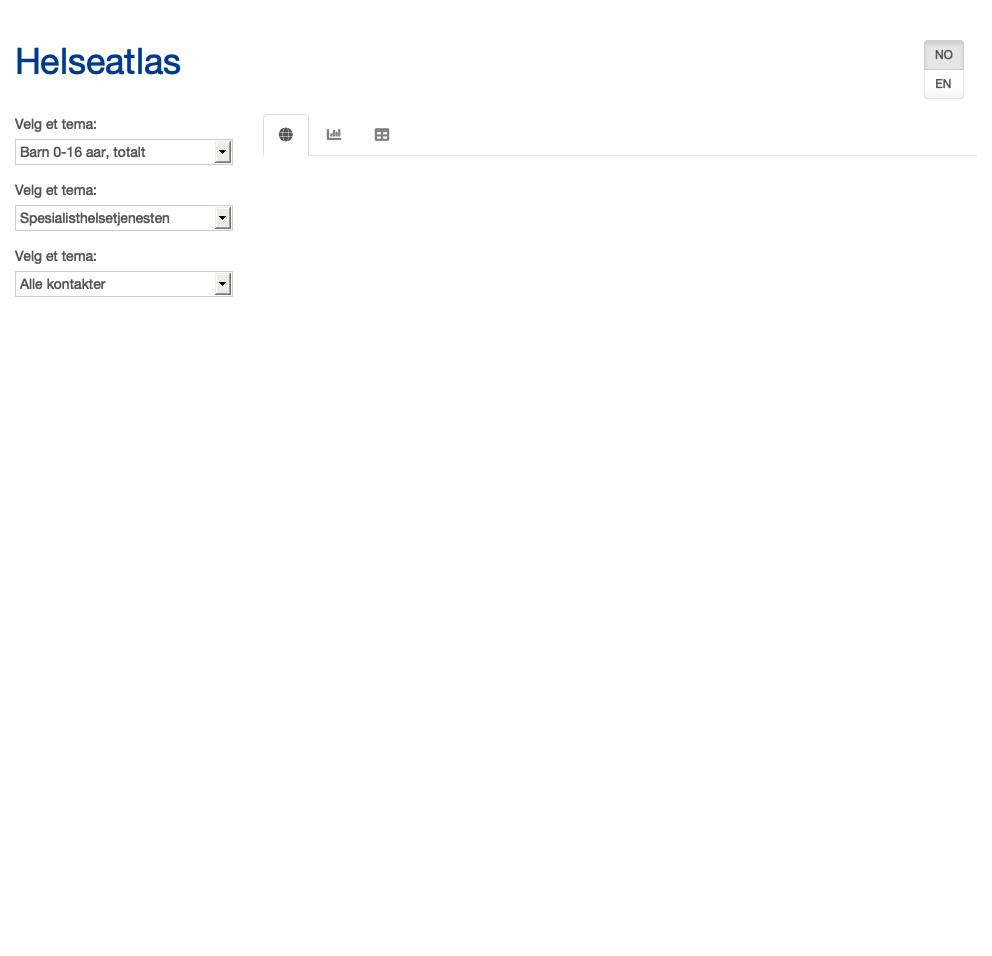 Helseatlas
NO
EN
Velg et tema:
Barn 0-16 aar, totalt
Velg et tema:
Spesialisthelsetjenesten
Velg et tema:
Alle kontakter